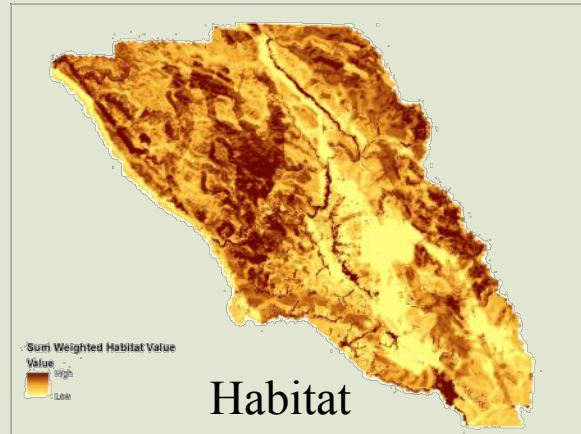 Sum Weighted Habitat Value
Value
High
Low
Habitat